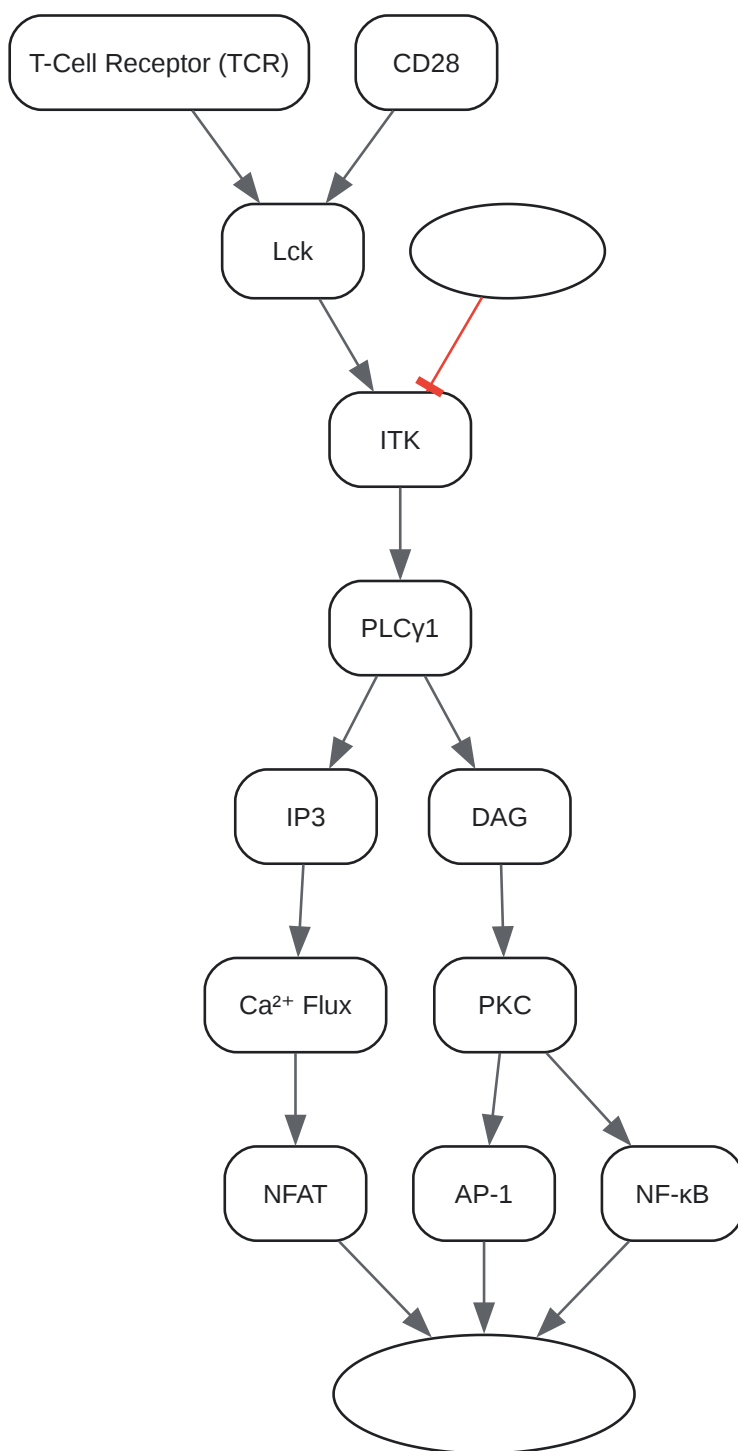 T-Cell Receptor (TCR)
CD28
Lck
ITK
PLCγ1
IP3
DAG
Ca²⁺ Flux
PKC
NFAT
AP-1
NF-κB